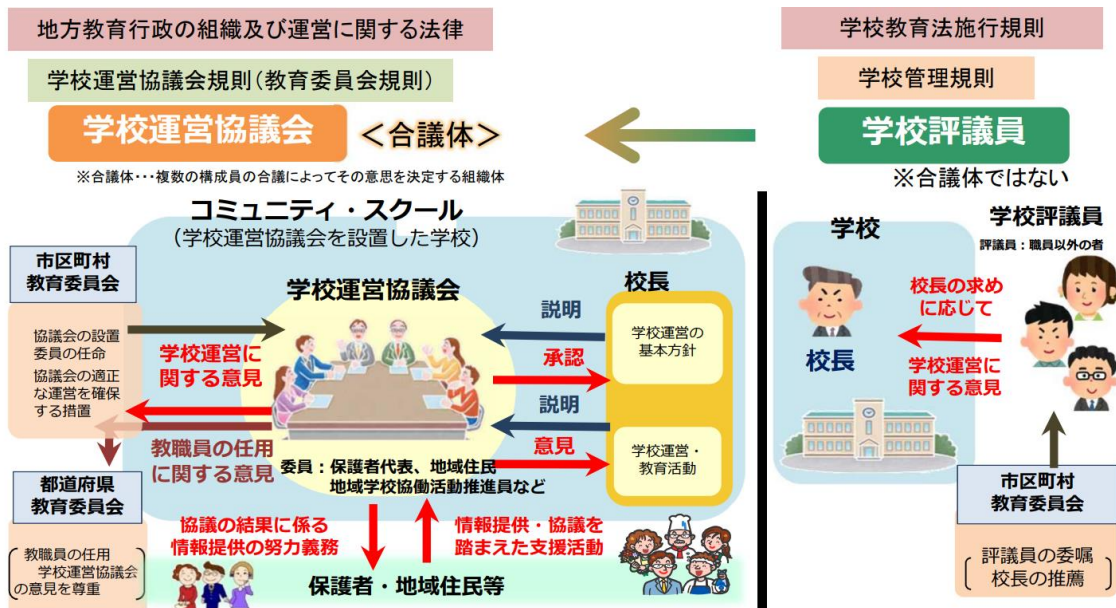 地方教育行政の組織及び運営に関する法律
学校運営協議会規則(教育委員会規則)
学校運営協議会
<合議体>
※合議体・・・複数の構成員の合議によってその意思を決定する組織体
コミュニティ・スクール
(学校運営協議会を設置した学校)
市区町村
教育委員会
協議会の設置
委員の任命
協議会の適正
な運営を確保
する措置
学校運営に
関する意見
教職員の任用
に関する意見
都道府県
教育委員会
教職員の任用
学校運営協議会
の意見を尊重
学校運営協議会
委員:保護者代表、地域住民
地域学校協働活動推進員など
校長
説明
承認
学校運営の
基本方針
説明
意見
学校運営・
教育活動
協議の結果に係る
情報提供の努力義務
情報提供・協議を
踏まえた支援活動
保護者・地域住民等
学校教育法施行規則
学校管理規則
学校評議員
※合議体ではない
学校
校長
学校評議員
評議員:職員以外の者
校長の求め
に応じて
学校運営に
関する意見
市区町村
教育委員会
評議員の委嘱
校長の推薦